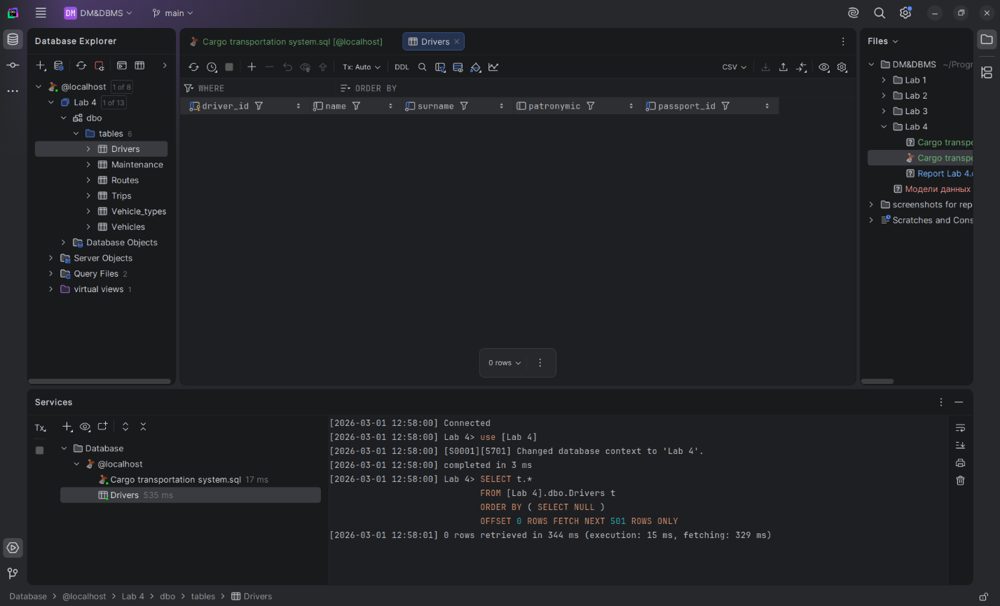 DM DM&DBMS main
Database Explorer
@localhost 1 of 8
Lab 4 1 of 13
dbo
tables 6
Drivers
Maintenance
Routes
Trips
Vehicle_types
Vehicles
Database Objects
Server Objects
Query Files 2
virtual views 1
Cargo transportation system.sql [@localhost]
Drivers
Tx: Auto DDL CSV
WHERE ORDER BY
driver_id name surname patronymic passport_id
0 rows
Files
DM&DBMS ~/Progr
Lab 1
Lab 2
Lab 3
Lab 4
Cargo transpo
Cargo transpo
Report Lab 4.
Модели данных
screenshots for rep
Scratches and Cons
Services
Tx
Database
@localhost
Cargo transportation system.sql 17 ms
Drivers 535 ms
[2026-03-01 12:58:00] Connected
[2026-03-01 12:58:00] Lab 4> use [Lab 4]
[2026-03-01 12:58:00] [S0001][5701] Changed database context to 'Lab 4'.
[2026-03-01 12:58:00] completed in 3 ms
[2026-03-01 12:58:00] Lab 4> SELECT t.*
FROM [Lab 4].dbo.Drivers t
ORDER BY ( SELECT NULL )
OFFSET 0 ROWS FETCH NEXT 501 ROWS ONLY
[2026-03-01 12:58:01] 0 rows retrieved in 344 ms (execution: 15 ms, fetching: 329 ms)
Database > @localhost > Lab 4 > dbo > tables > Drivers